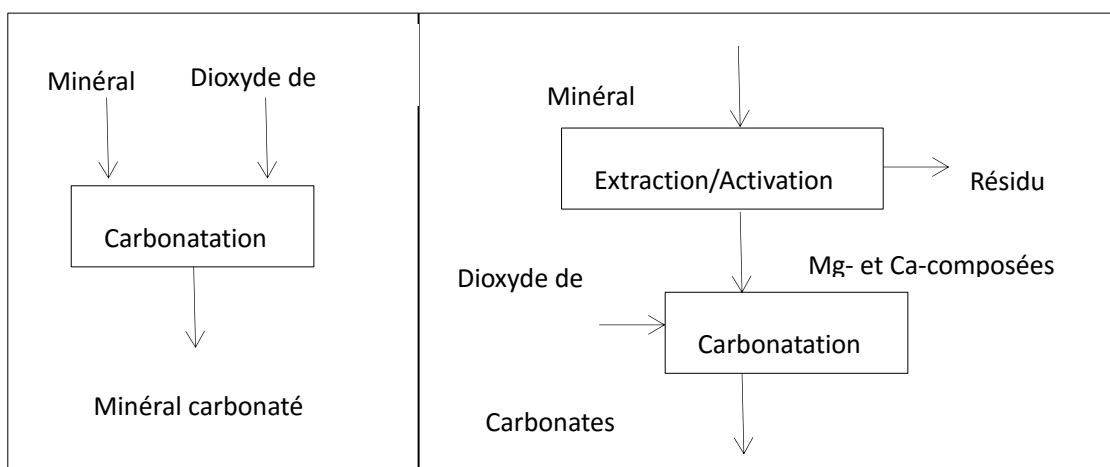 Minéral
Dioxyde de
Carbonatation
Minéral carbonaté
Minéral
Extraction/Activation
Résidu
Mg- et Ca-composées
Dioxyde de
Carbonatation
Carbonates